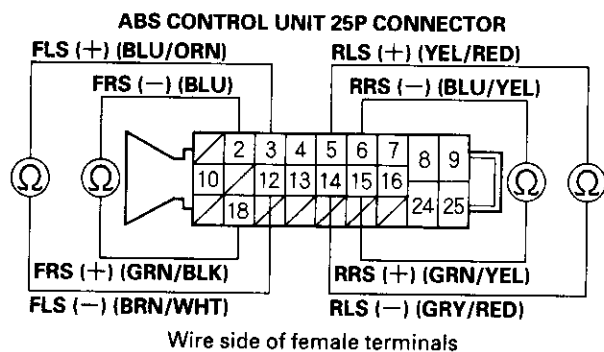 ABS CONTROL UNIT 25P CONNECTOR
FLS (+) (BLU/ORN) RLS (+) (YEL/RED)
FRS (−) (BLU) RRS (−) (BLU/YEL)
2 3 4 5 6 7 8 9
Ω Ω 10 12 13 14 15 16 Ω Ω
18 24 25
FRS (+) (GRN/BLK) RRS (+) (GRN/YEL)
FLS (−) (BRN/WHT) RLS (−) (GRY/RED)
Wire side of female terminals